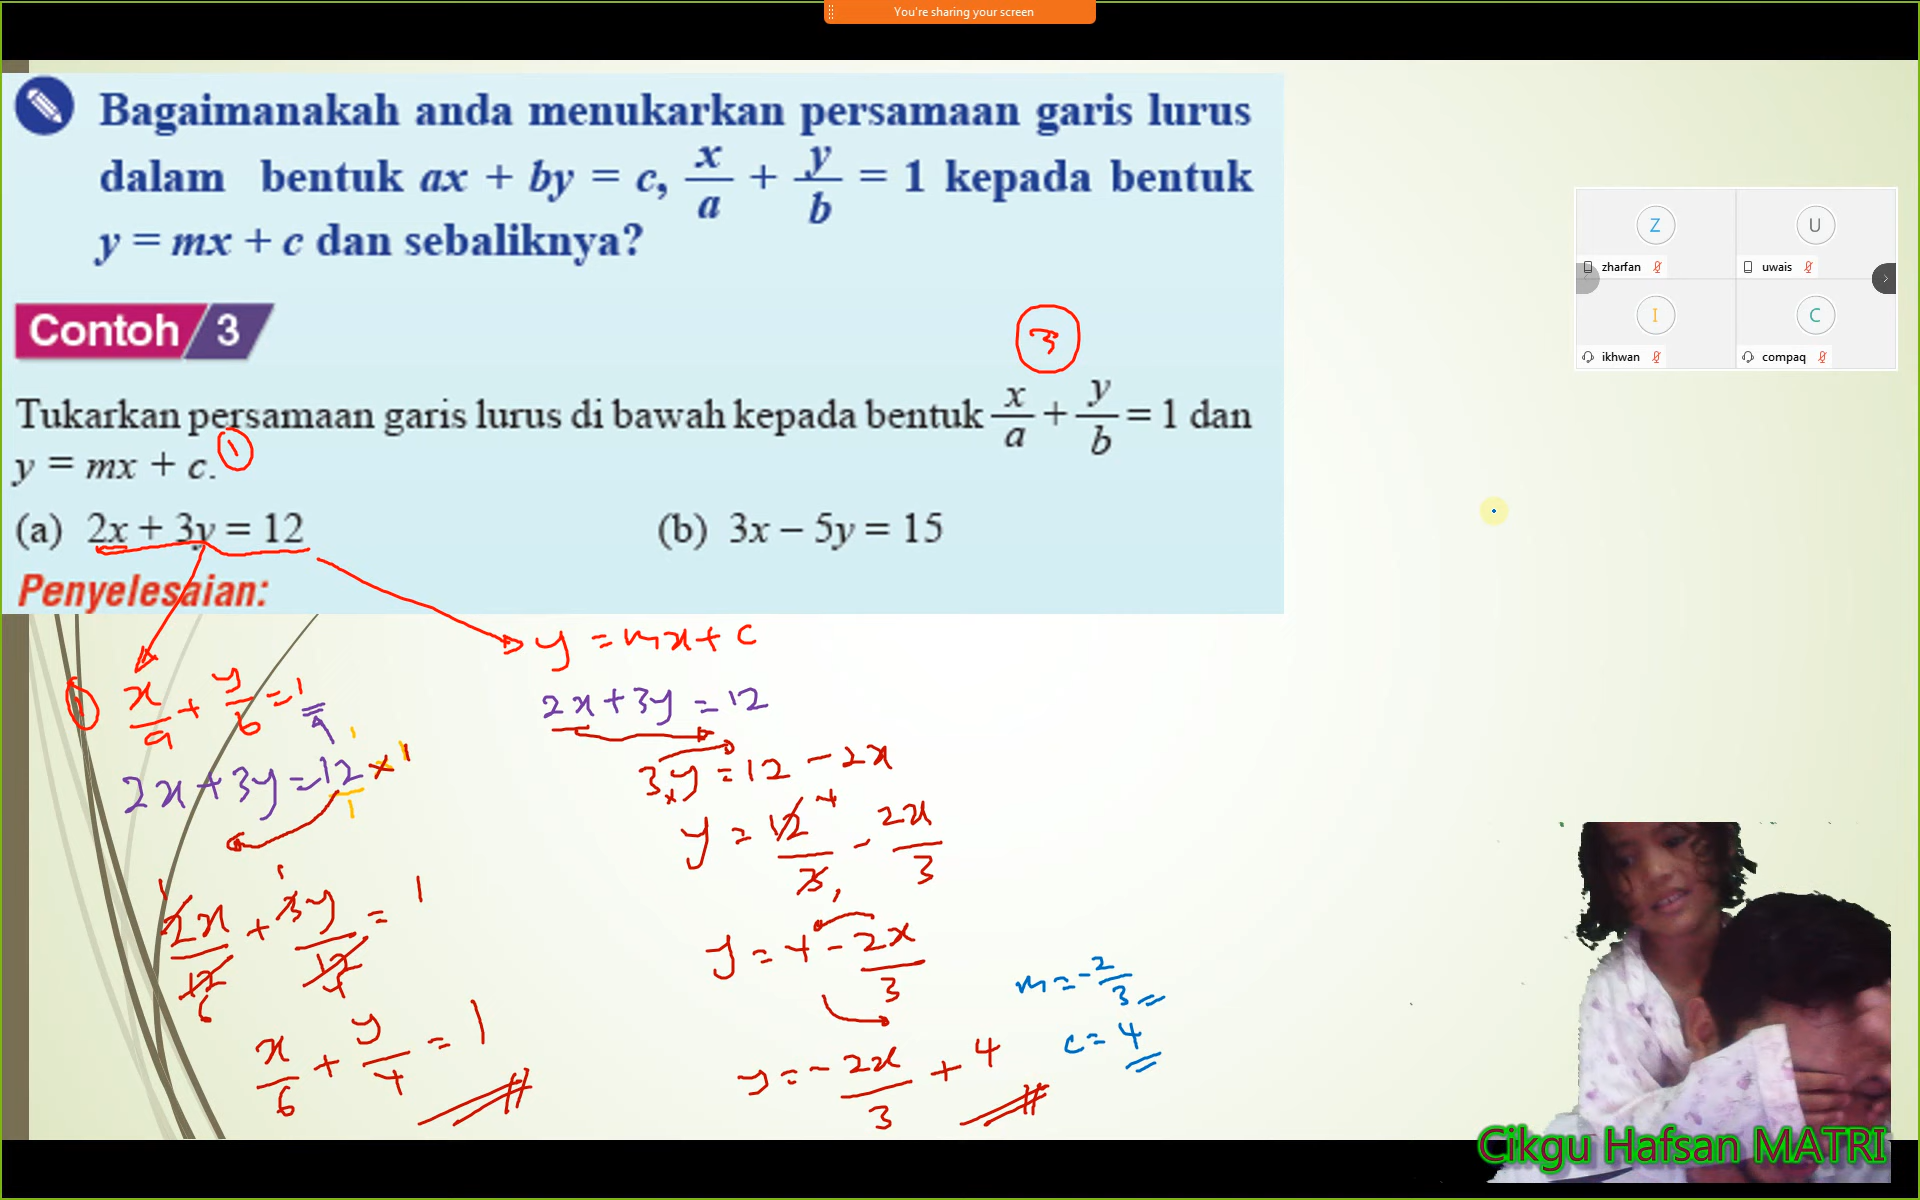 You're sharing your screen
Bagaimanakah anda menukarkan persamaan garis lurus
dalam bentuk ax + by = c, x/a + y/b = 1 kepada bentuk
y = mx + c dan sebaliknya?
Contoh 3
3
Tukarkan persamaan garis lurus di bawah kepada bentuk x/a + y/b = 1 dan
y = mx + c.
1
(a) 2x + 3y = 12
(b) 3x – 5y = 15
Penyelesaian:
x/a + y/b = 1
2x + 3y = 12/1 × 1
2x/12 + 3y/12 = 1
x/6 + y/4 = 1
y = mx + c
2x + 3y = 12
3y = 12 - 2x
y = 12/3 - 2x/3
y = 4 - 2x/3
y = -2x/3 + 4
m = -2/3
c = 4
Z
zharfan
U
uwais
I
ikhwan
C
compaq
Cikgu Hafsan MATRI